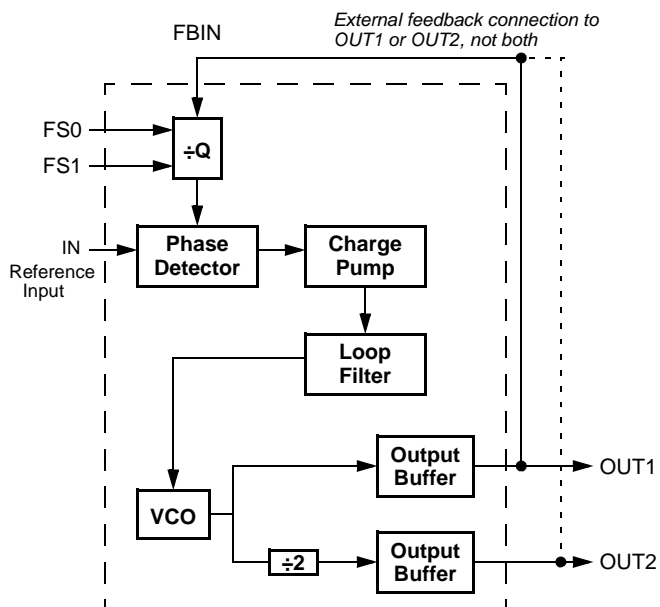 External feedback connection to
OUT1 or OUT2, not both
FBIN
FS0
FS1
÷Q
IN
Reference
Input
Phase
Detector
Charge
Pump
Loop
Filter
VCO
Output
Buffer
OUT1
÷2
Output
Buffer
OUT2